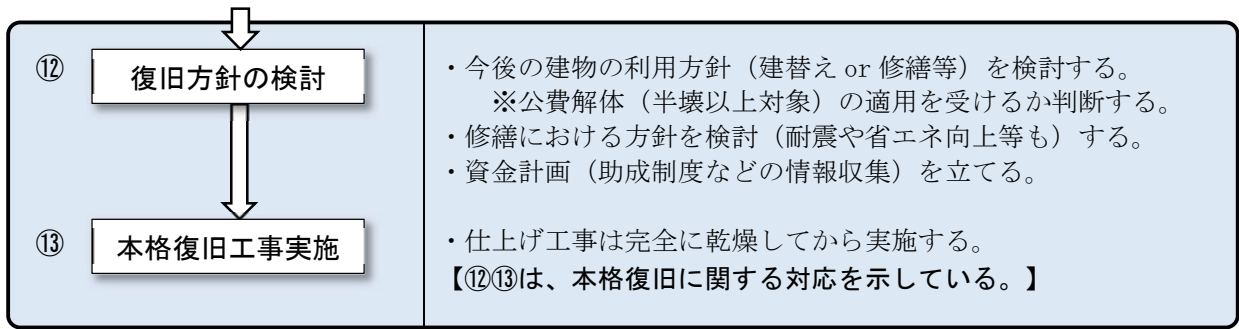 ⑫ 復旧方針の検討
・今後の建物の利用方針（建替え or 修繕等）を検討する。
※公費解体（半壊以上対象）の適用を受けるか判断する。
・修繕における方針を検討（耐震や省エネ向上等も）する。
・資金計画（助成制度などの情報収集）を立てる。
⑬ 本格復旧工事実施
・仕上げ工事は完全に乾燥してから実施する。
【⑫⑬は、本格復旧に関する対応を示している。】